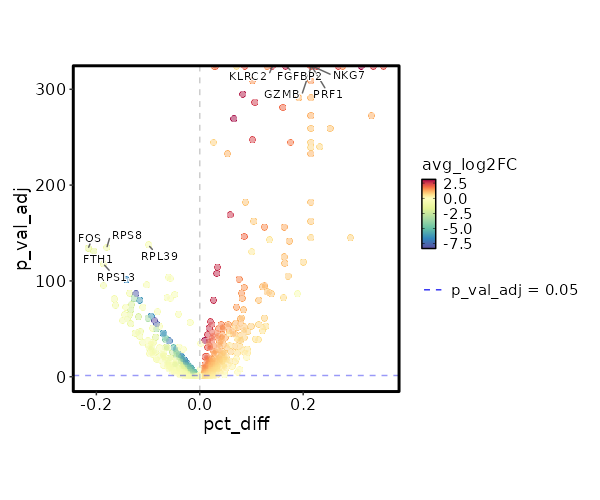 KLRC2 FGFBP2 NKG7
GZMB PRF1
FOS RPS8
FTH1 RPL39
RPS13
300
200
100
0
-0.2 0.0 0.2
pct_diff
p_val_adj
avg_log2FC
2.5
0.0
-2.5
-5.0
-7.5
p_val_adj = 0.05